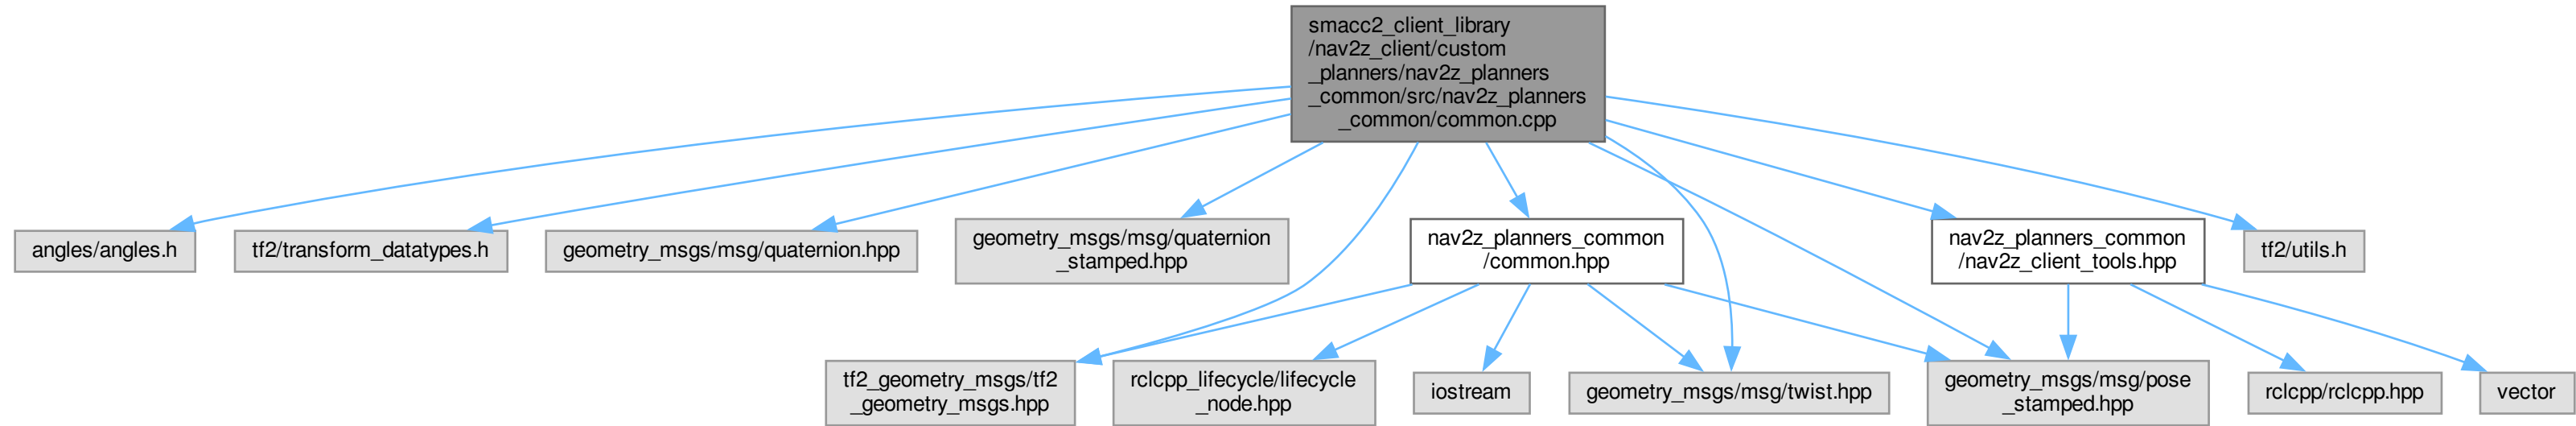 smacc2_client_library
/nav2z_client/custom
_planners/nav2z_planners
_common/src/nav2z_planners
_common/common.cpp
angles/angles.h
tf2/transform_datatypes.h
geometry_msgs/msg/quaternion.hpp
geometry_msgs/msg/quaternion
_stamped.hpp
nav2z_planners_common
/common.hpp
nav2z_planners_common
/nav2z_client_tools.hpp
tf2/utils.h
tf2_geometry_msgs/tf2
_geometry_msgs.hpp
rclcpp_lifecycle/lifecycle
_node.hpp
iostream
geometry_msgs/msg/twist.hpp
geometry_msgs/msg/pose
_stamped.hpp
rclcpp/rclcpp.hpp
vector